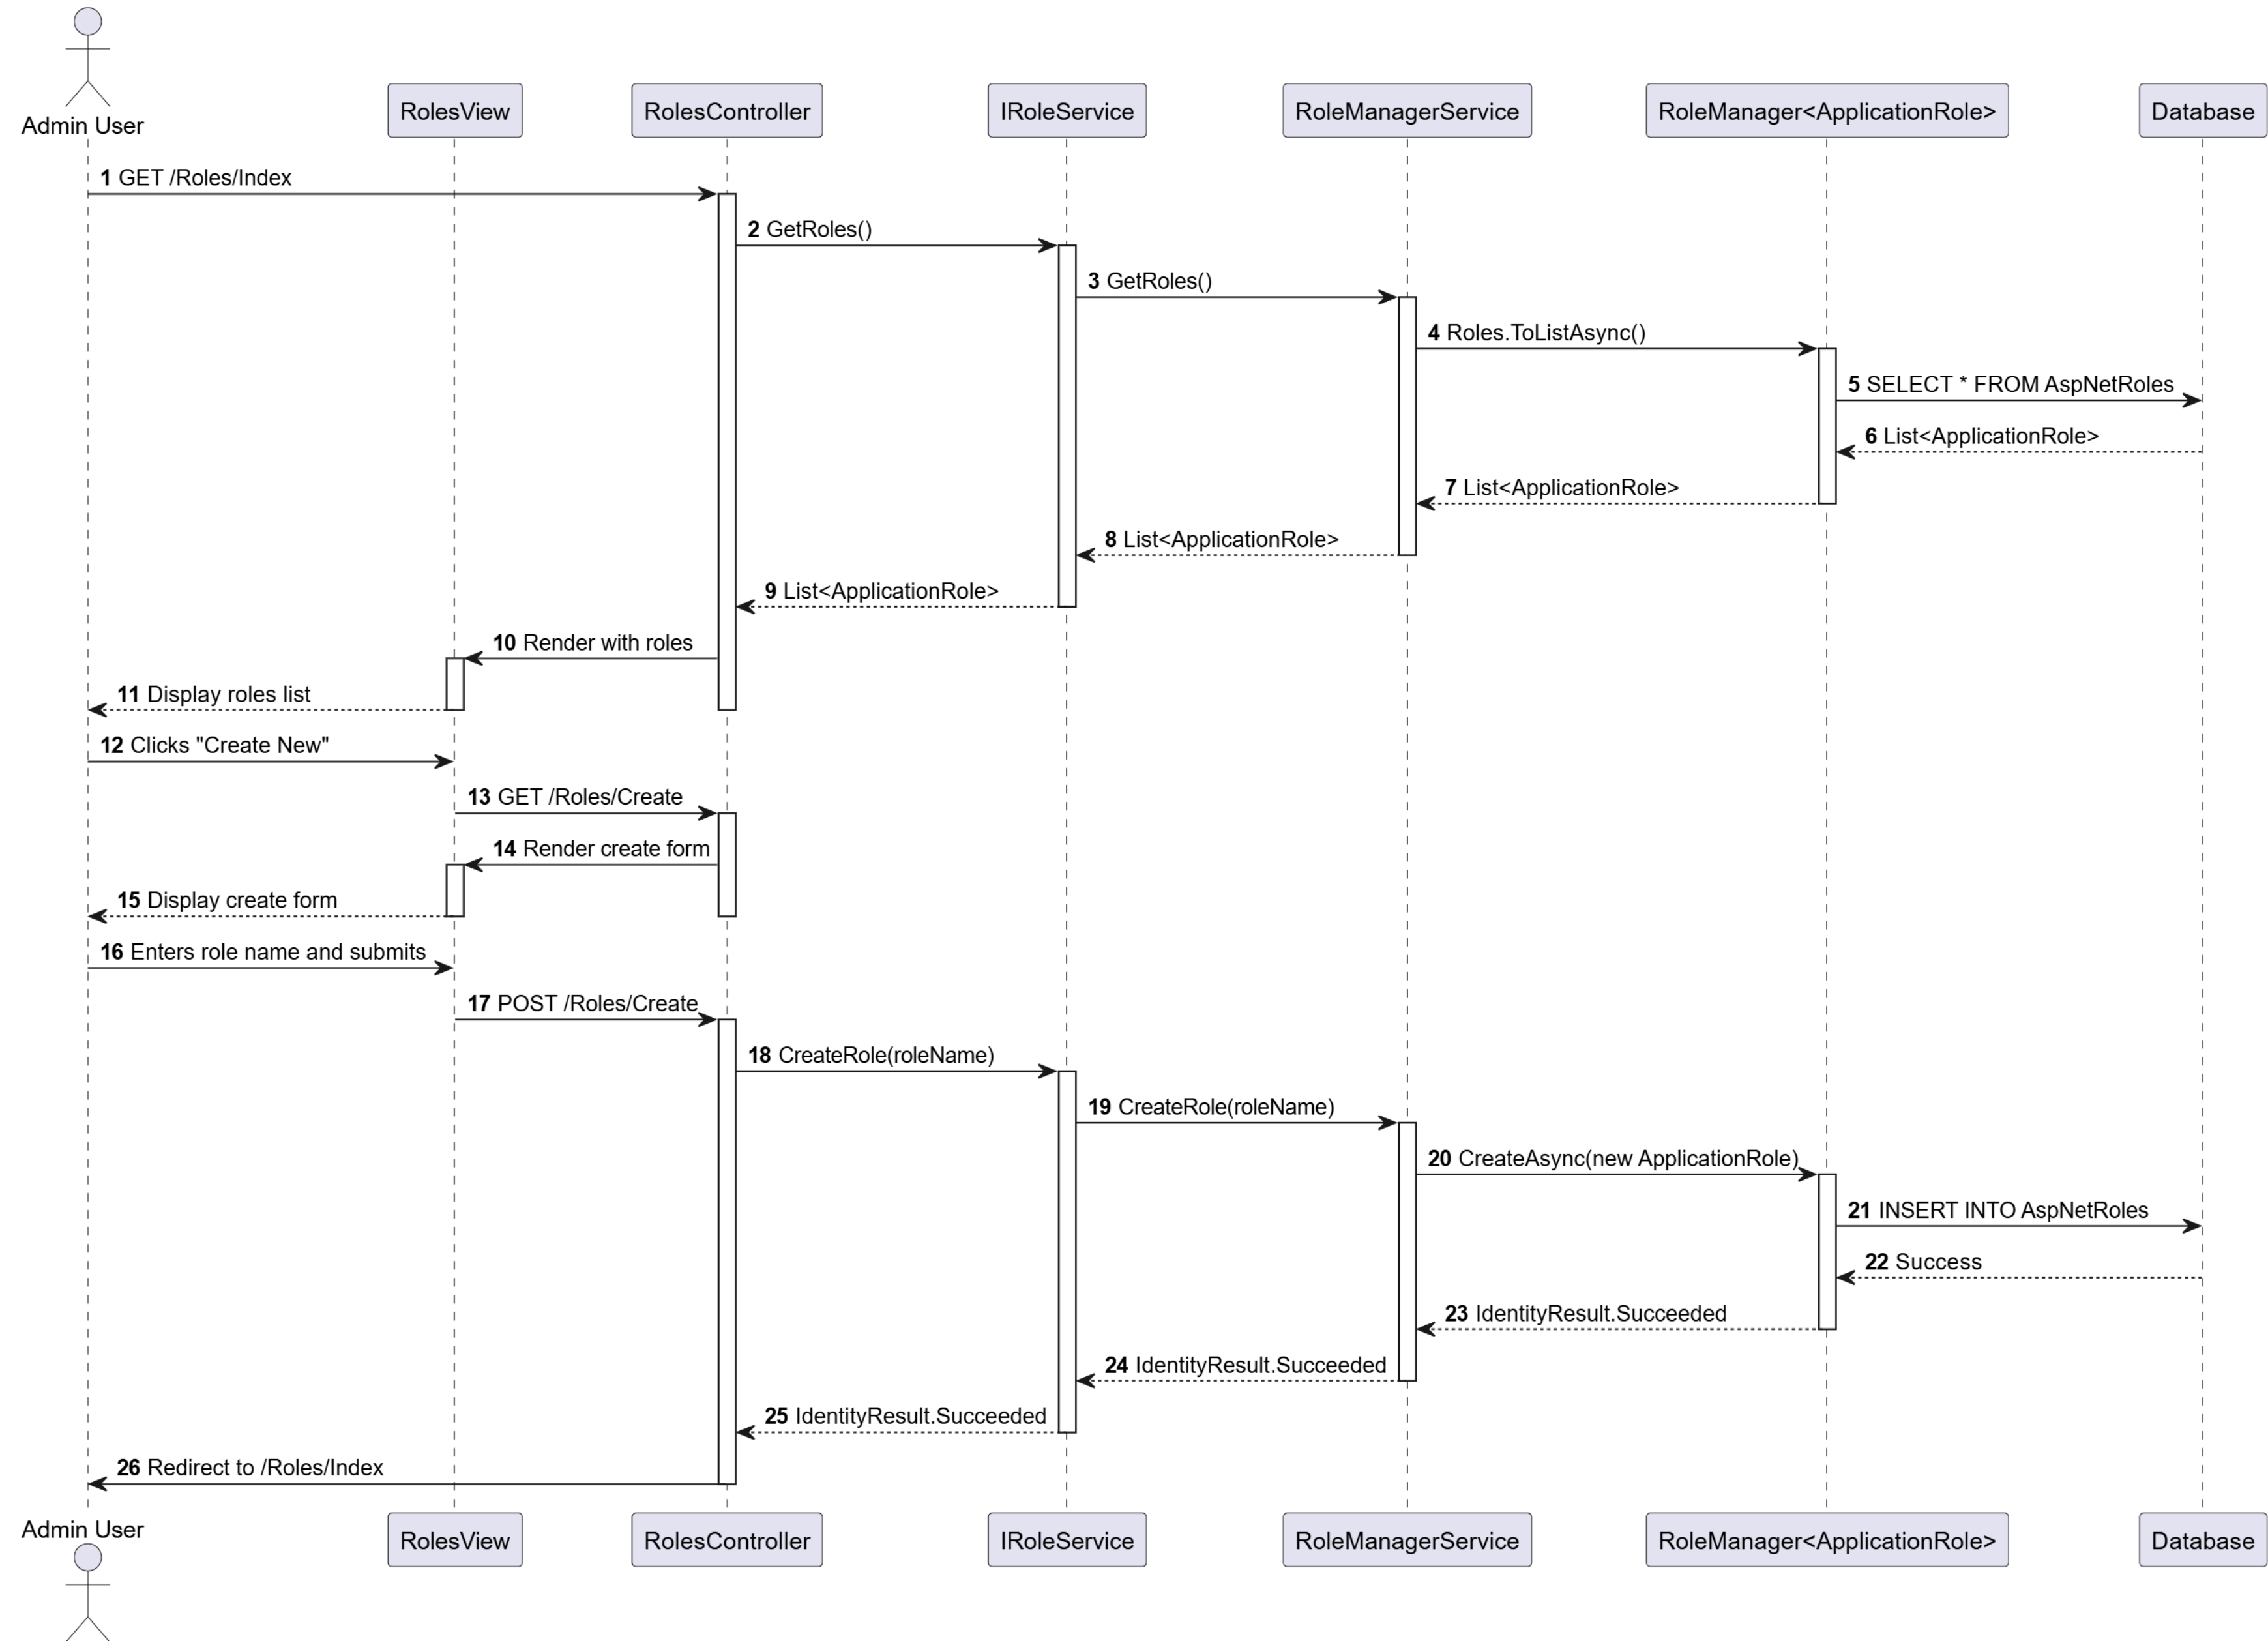 Admin User
RolesView
RolesController
IRoleService
RoleManagerService
RoleManager<ApplicationRole>
Database
1 GET /Roles/Index
2 GetRoles()
3 GetRoles()
4 Roles.ToListAsync()
5 SELECT * FROM AspNetRoles
6 List<ApplicationRole>
7 List<ApplicationRole>
8 List<ApplicationRole>
9 List<ApplicationRole>
10 Render with roles
11 Display roles list
12 Clicks "Create New"
13 GET /Roles/Create
14 Render create form
15 Display create form
16 Enters role name and submits
17 POST /Roles/Create
18 CreateRole(roleName)
19 CreateRole(roleName)
20 CreateAsync(new ApplicationRole)
21 INSERT INTO AspNetRoles
22 Success
23 IdentityResult.Succeeded
24 IdentityResult.Succeeded
25 IdentityResult.Succeeded
26 Redirect to /Roles/Index
Admin User
RolesView
RolesController
IRoleService
RoleManagerService
RoleManager<ApplicationRole>
Database